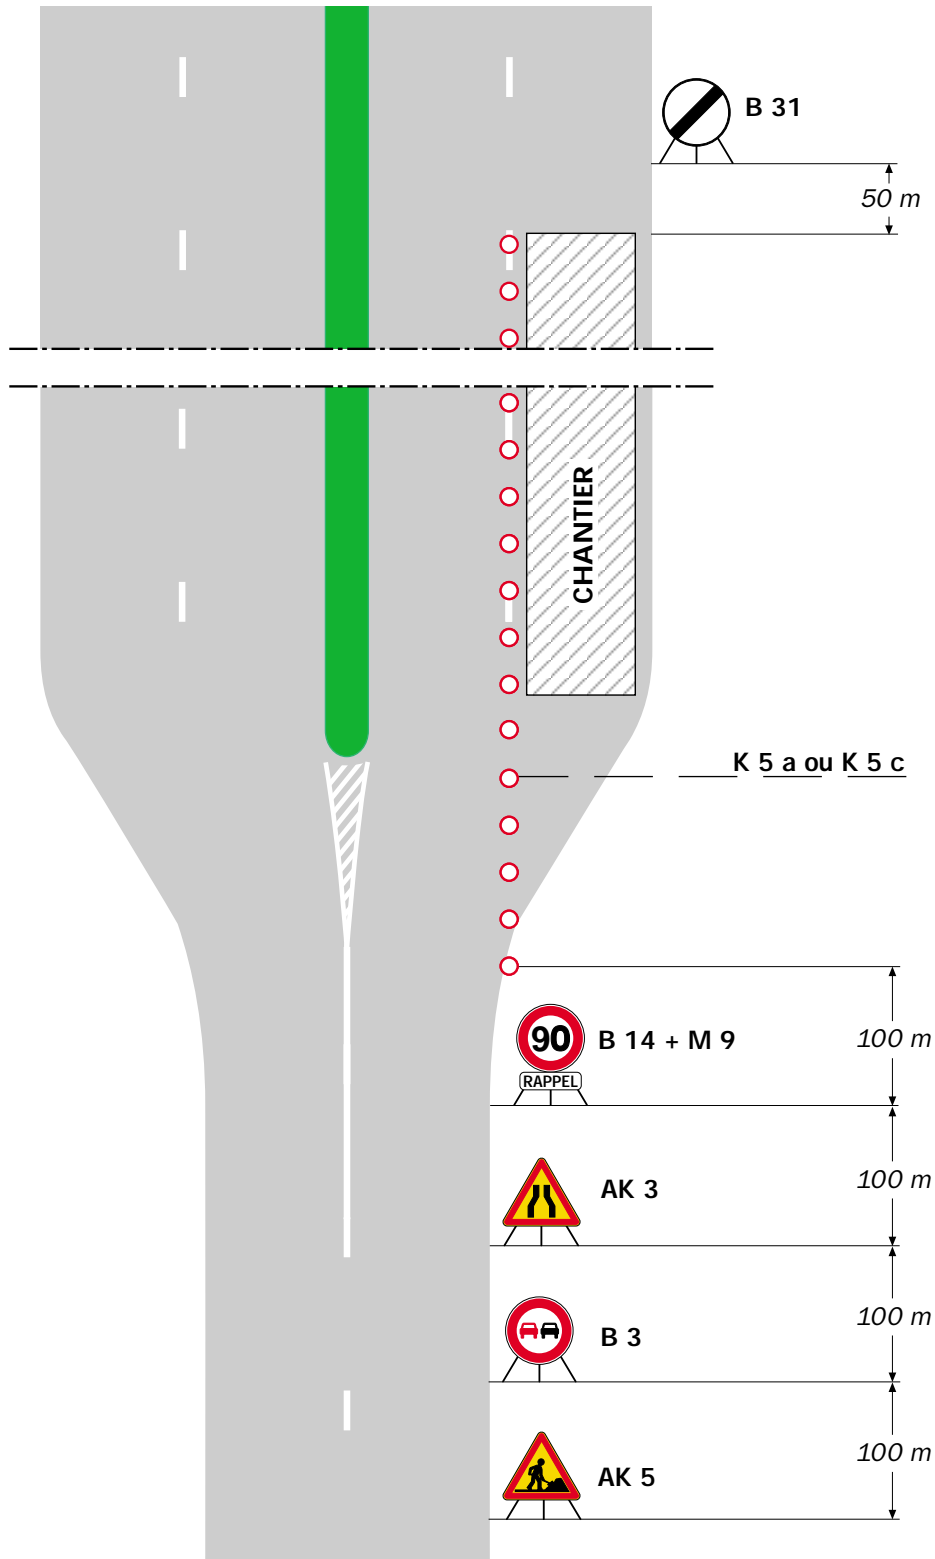 B 31
50 m
CHANTIER
K 5 a ou K 5 c
90
RAPPEL
B 14 + M 9
100 m
AK 3
100 m
B 3
100 m
AK 5
100 m